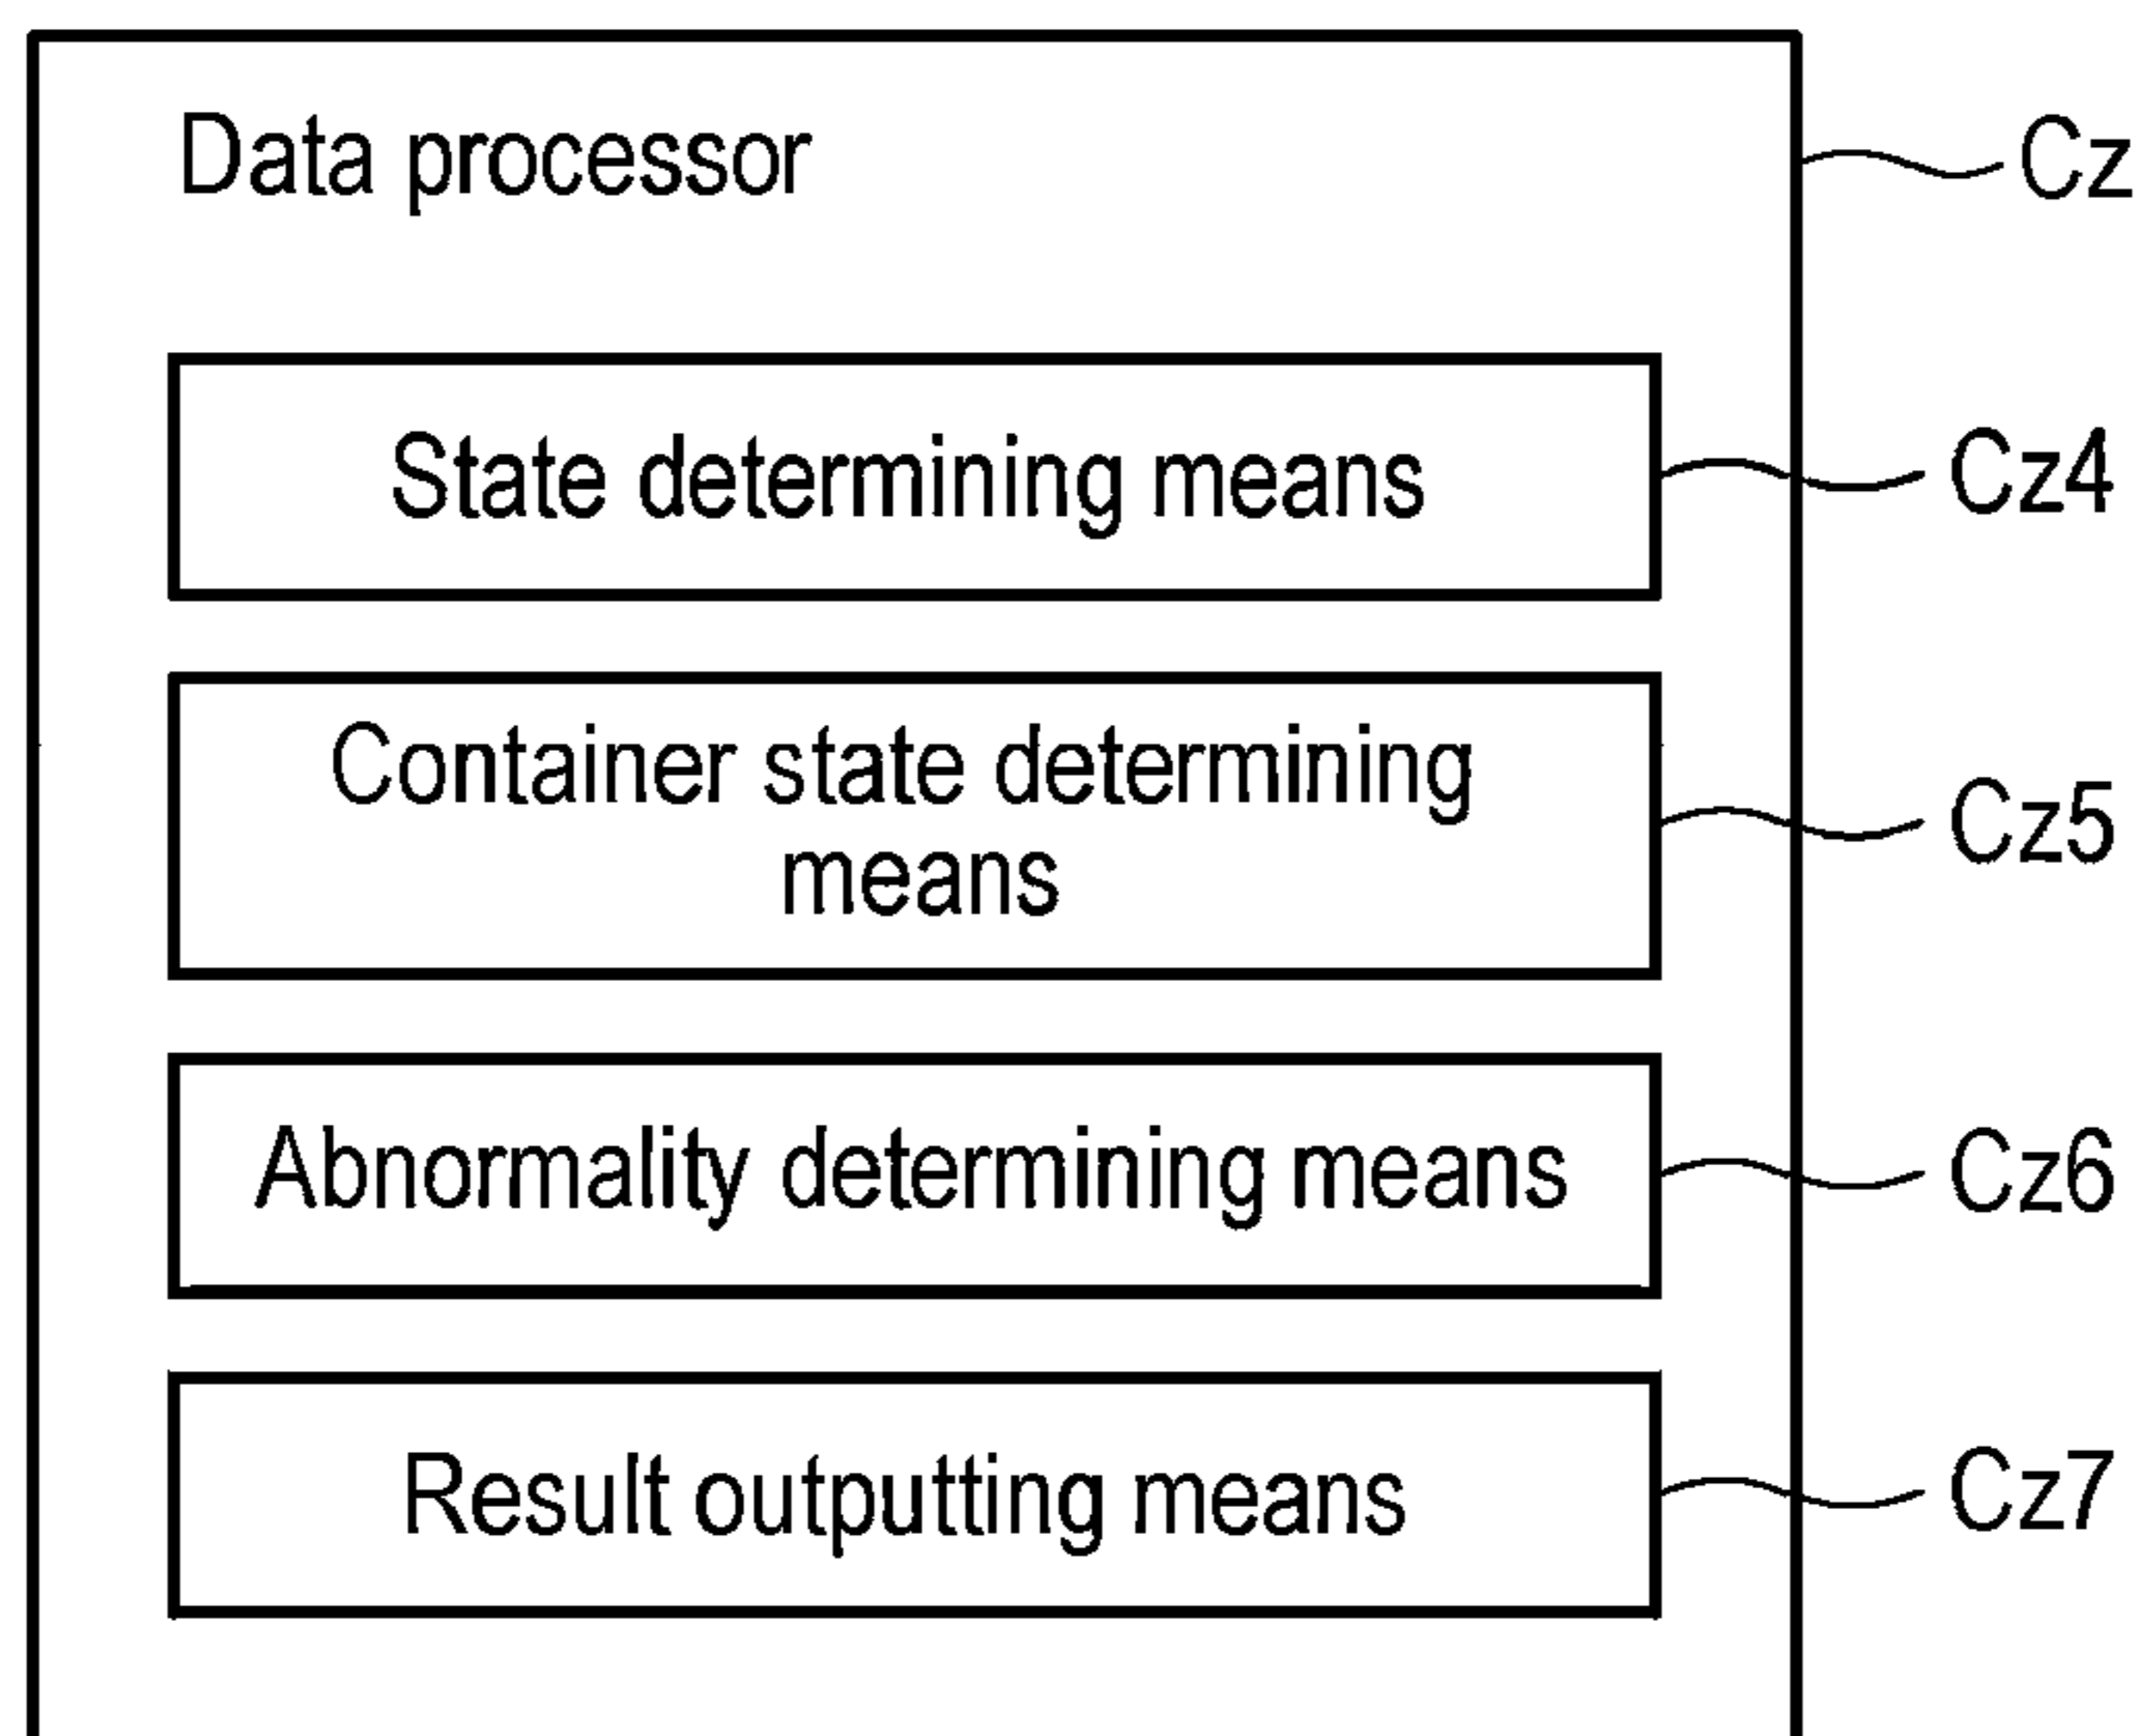 Data processor
Cz
State determining means
Cz4
Container state determining
means
Cz5
Abnormality determining means
Cz6
Result outputting means
Cz7